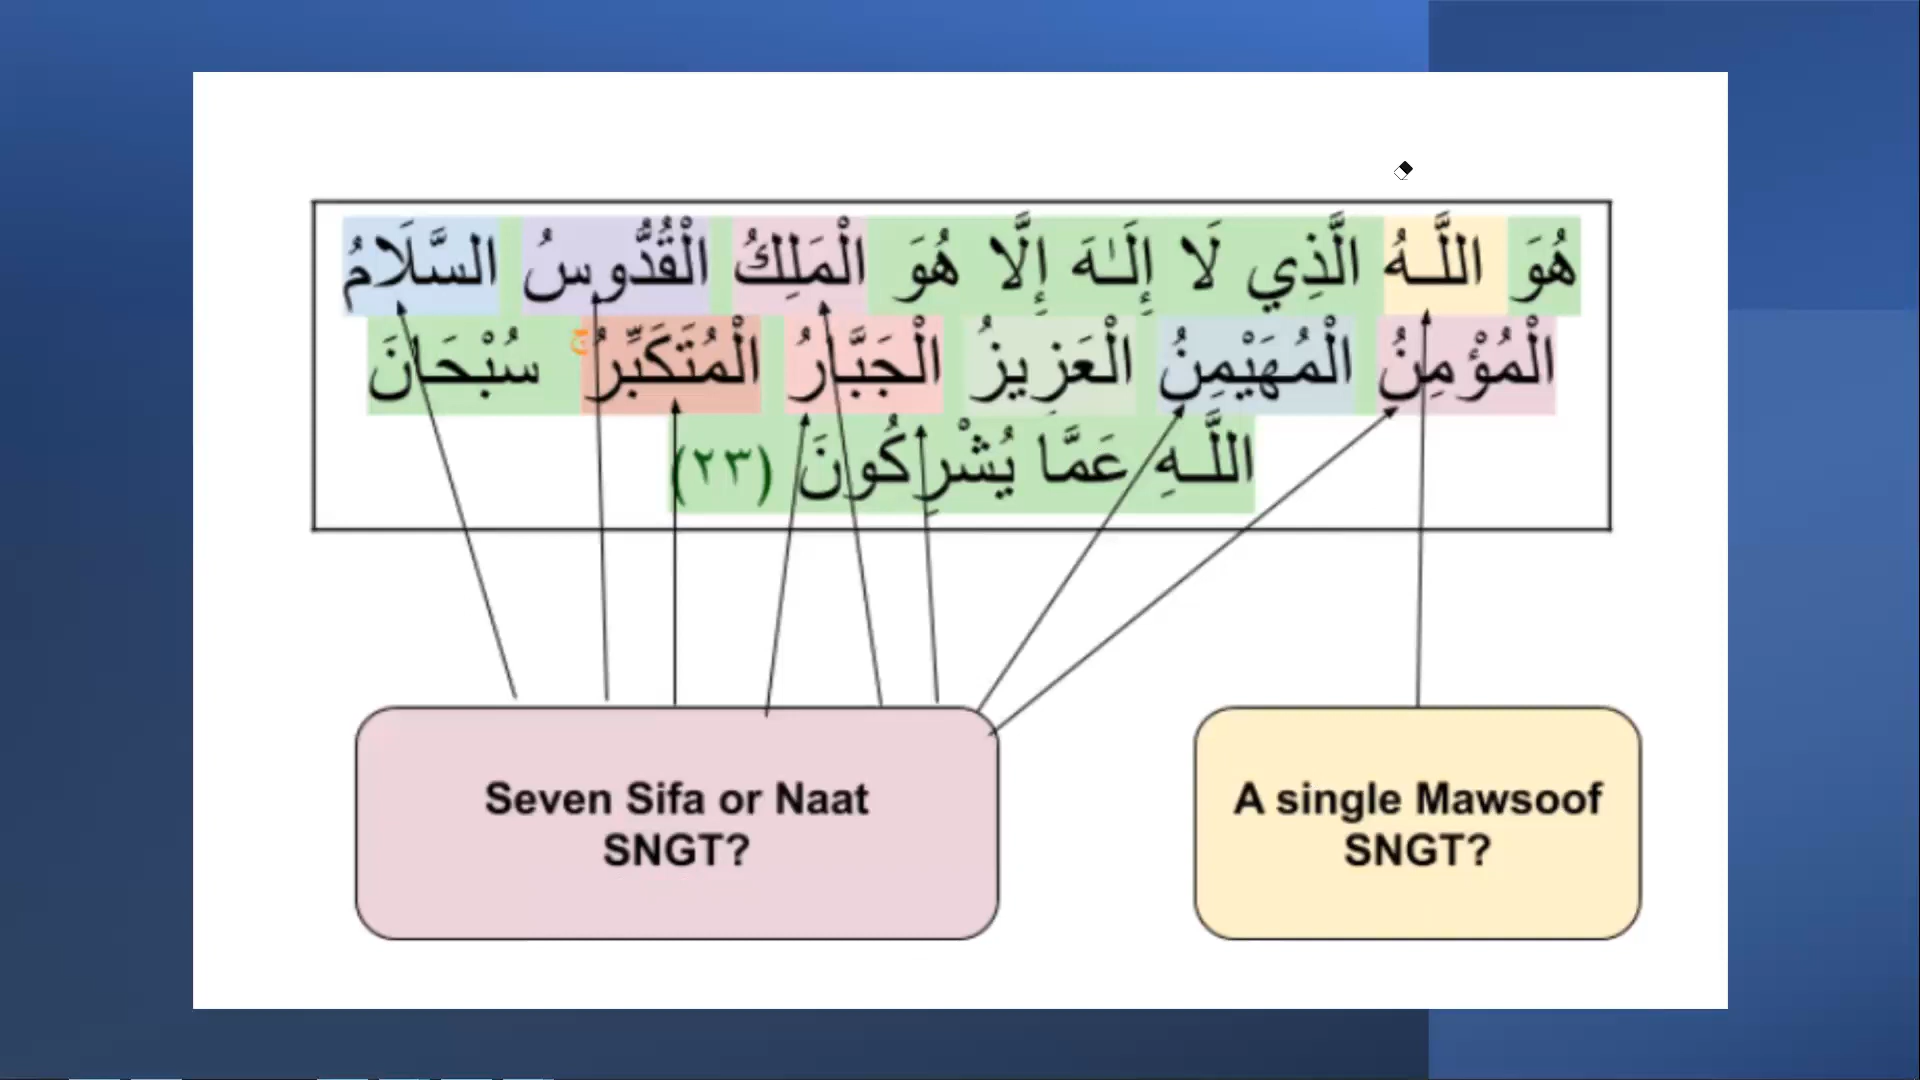 هُوَ اللَّـهُ الَّذِي لَا إِلَـٰهَ إِلَّا هُوَ الْمَلِكُ الْقُدُّوسُ السَّلَامُ
الْمُؤْمِنُ الْمُهَيْمِنُ الْعَزِيزُ الْجَبَّارُ الْمُتَكَبِّرُ ۚ سُبْحَانَ
اللَّـهِ عَمَّا يُشْرِكُونَ ﴿٢٣﴾
Seven Sifa or Naat
SNGT?
A single Mawsoof
SNGT?